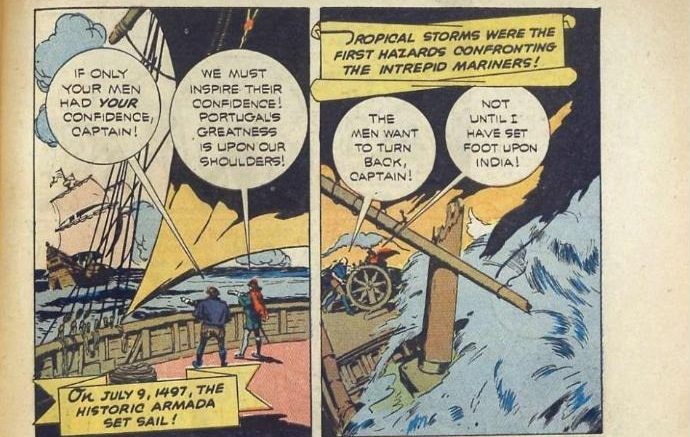 IF ONLY
YOUR MEN
HAD YOUR
CONFIDENCE,
CAPTAIN!
WE MUST
INSPIRE THEIR
CONFIDENCE!
PORTUGAL'S
GREATNESS
IS UPON OUR
SHOULDERS!
ON JULY 9, 1497, THE
HISTORIC ARMADA
SET SAIL!
TROPICAL STORMS WERE THE
FIRST HAZARDS CONFRONTING
THE INTREPID MARINERS!
THE
MEN WANT
TO TURN
BACK,
CAPTAIN!
NOT
UNTIL I
HAVE SET
FOOT UPON
INDIA!